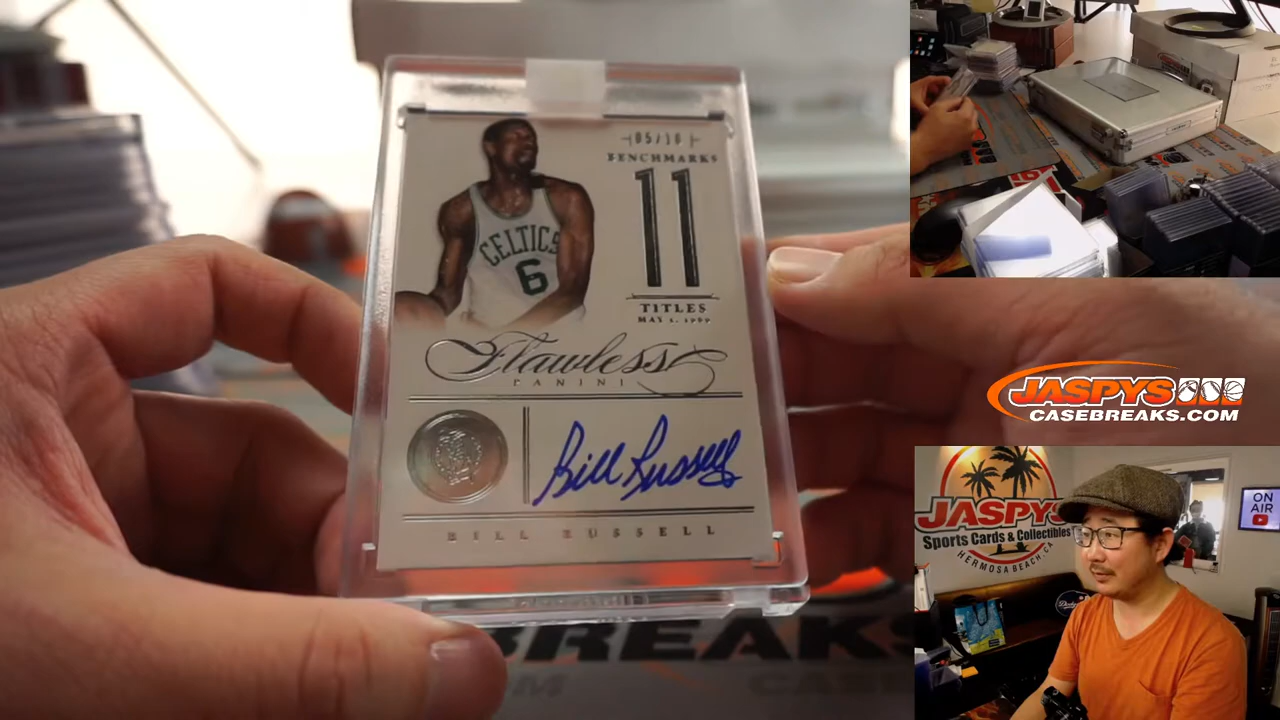 05/10
BENCHMARKS
11
TITLES
CELTICS
6
Flawless
PANINI
Bill Russell
BILL RUSSELL
BREAKS
JASPYS
CASEBREAKS.COM
JASPYS
Sports Cards & Collectibles
HERMOSA BEACH, CA
ON
AIR